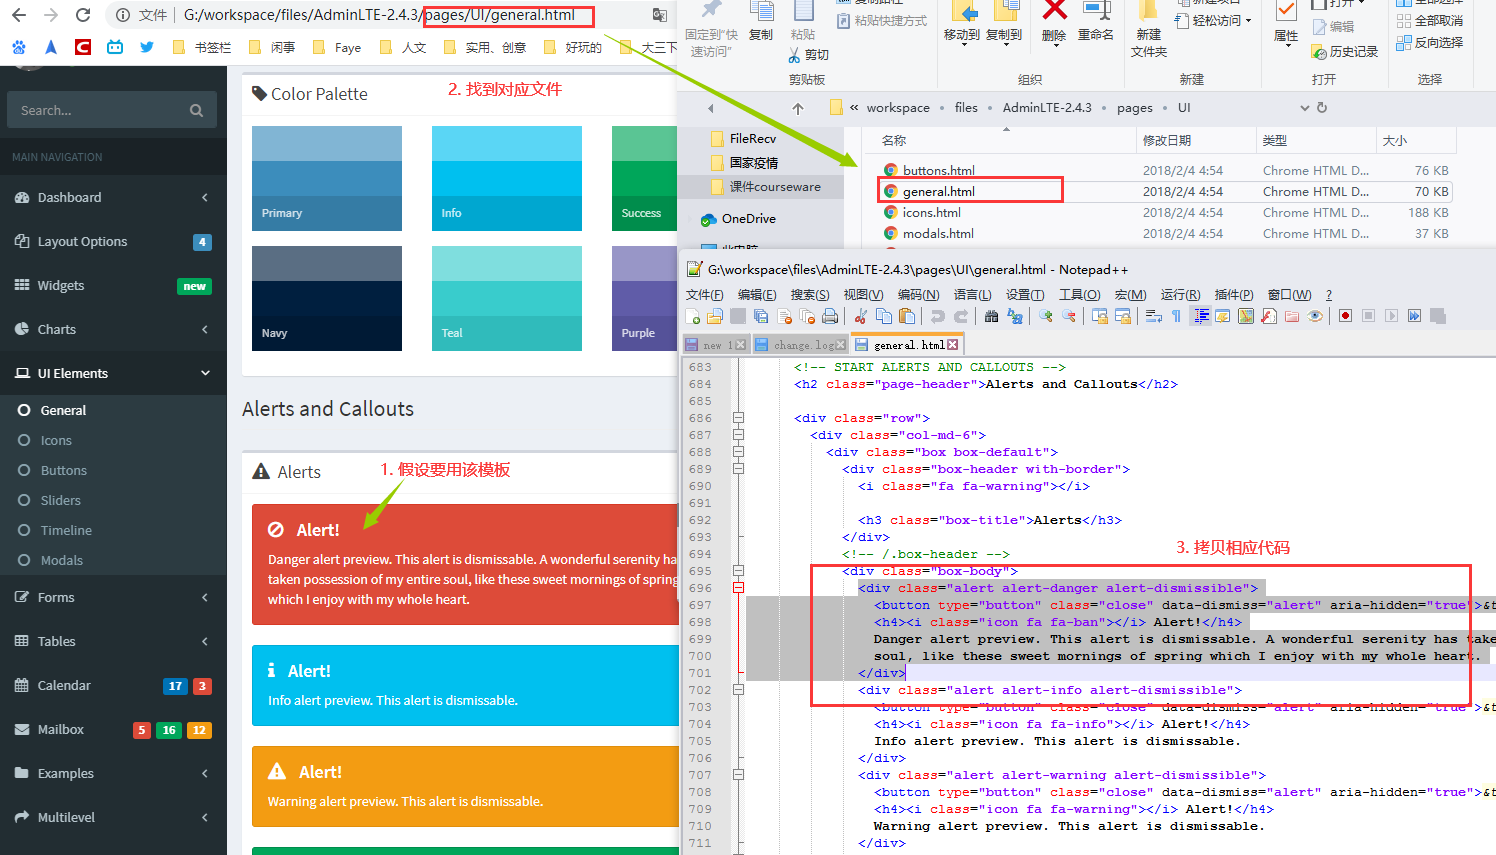 文件 G:/workspace/files/AdminLTE-2.4.3/pages/UI/general.html
书签栏 闲事 Faye 人文 实用、创意 好玩的 大三下
Search...
MAIN NAVIGATION
Dashboard
Layout Options 4
Widgets new
Charts
UI Elements
General
Icons
Buttons
Sliders
Timeline
Modals
Forms
Tables
Calendar 17 3
Mailbox 5 16 12
Examples
Multilevel
Color Palette
2. 找到对应文件
Primary Info Success
Navy Teal Purple
Alerts and Callouts
Alerts
1. 假设要用该模板
Alert!
Danger alert preview. This alert is dismissable. A wonderful serenity ha
taken possession of my entire soul, like these sweet mornings of spring
which I enjoy with my whole heart.
Alert!
Info alert preview. This alert is dismissable.
Alert!
Warning alert preview. This alert is dismissable.
固定到"快
速访问"
复制
粘贴
粘贴快捷方式
剪切
剪贴板
移动到 复制到 删除 重命名
组织
新建
文件夹
轻松访问
新建
属性
编辑
历史记录
打开
全部取消
反向选择
选择
« workspace files AdminLTE-2.4.3 pages UI
FileRecv
国家疫情
课件courseware
OneDrive
名称 修改日期 类型 大小
buttons.html 2018/2/4 4:54 Chrome HTML D... 76 KB
general.html 2018/2/4 4:54 Chrome HTML D... 70 KB
icons.html 2018/2/4 4:54 Chrome HTML D... 188 KB
modals.html 2018/2/4 4:54 Chrome HTML D... 37 KB
G:\workspace\files\AdminLTE-2.4.3\pages\UI\general.html - Notepad++
文件(F) 编辑(E) 搜索(S) 视图(V) 编码(N) 语言(L) 设置(T) 工具(O) 宏(M) 运行(R) 插件(P) 窗口(W) ?
new 1 change.log general.html
683 <!-- START ALERTS AND CALLOUTS -->
684 <h2 class="page-header">Alerts and Callouts</h2>
685
686 <div class="row">
687 <div class="col-md-6">
688 <div class="box box-default">
689 <div class="box-header with-border">
690 <i class="fa fa-warning"></i>
691
692 <h3 class="box-title">Alerts</h3>
693 </div>
694 <!-- /.box-header -->
3. 拷贝相应代码
695 <div class="box-body">
696 <div class="alert alert-danger alert-dismissible">
697 <button type="button" class="close" data-dismiss="alert" aria-hidden="true">&t
698 <h4><i class="icon fa fa-ban"></i> Alert!</h4>
699 Danger alert preview. This alert is dismissable. A wonderful serenity has take
700 soul, like these sweet mornings of spring which I enjoy with my whole heart.
701 </div>
702 <div class="alert alert-info alert-dismissible">
703 <button type="button" class="close" data-dismiss="alert" aria-hidden="true">&t
704 <h4><i class="icon fa fa-info"></i> Alert!</h4>
705 Info alert preview. This alert is dismissable.
706 </div>
707 <div class="alert alert-warning alert-dismissible">
708 <button type="button" class="close" data-dismiss="alert" aria-hidden="true">&t
709 <h4><i class="icon fa fa-warning"></i> Alert!</h4>
710 Warning alert preview. This alert is dismissable.
711 </div>